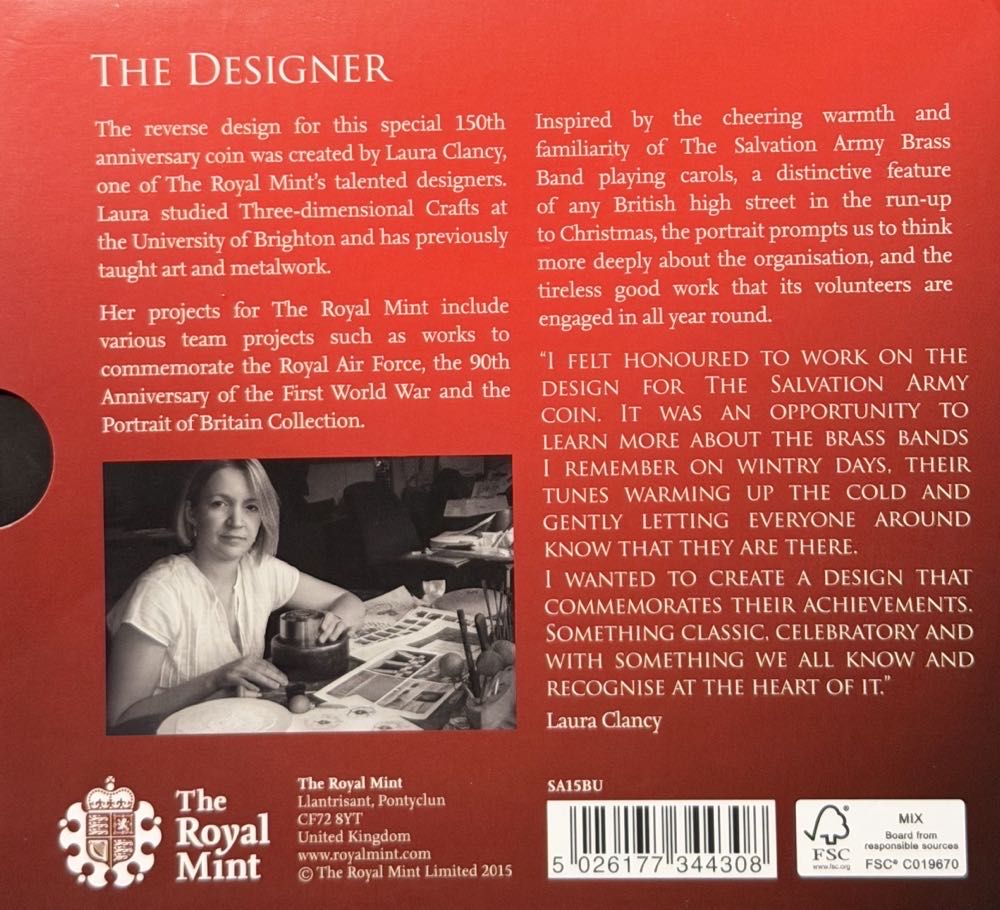 THE DESIGNER
The reverse design for this special 150th
anniversary coin was created by Laura Clancy,
one of The Royal Mint's talented designers.
Laura studied Three-dimensional Crafts at
the University of Brighton and has previously
taught art and metalwork.
Her projects for The Royal Mint include
various team projects such as works to
commemorate the Royal Air Force, the 90th
Anniversary of the First World War and the
Portrait of Britain Collection.
Inspired by the cheering warmth and
familiarity of The Salvation Army Brass
Band playing carols, a distinctive feature
of any British high street in the run-up
to Christmas, the portrait prompts us to think
more deeply about the organisation, and the
tireless good work that its volunteers are
engaged in all year round.
“I FELT HONOURED TO WORK ON THE
DESIGN FOR THE SALVATION ARMY
COIN. IT WAS AN OPPORTUNITY TO
LEARN MORE ABOUT THE BRASS BANDS
I REMEMBER ON WINTRY DAYS, THEIR
TUNES WARMING UP THE COLD AND
GENTLY LETTING EVERYONE AROUND
KNOW THAT THEY ARE THERE.
I WANTED TO CREATE A DESIGN THAT
COMMEMORATES THEIR ACHIEVEMENTS.
SOMETHING CLASSIC, CELEBRATORY AND
WITH SOMETHING WE ALL KNOW AND
RECOGNISE AT THE HEART OF IT.”
Laura Clancy
The
Royal
Mint
The Royal Mint
Llantrisant, Pontyclun
CF72 8YT
United Kingdom
www.royalmint.com
© The Royal Mint Limited 2015
SA15BU
5 026177 344308
FSC
www.fsc.org
MIX
Board from
responsible sources
FSC® C019670